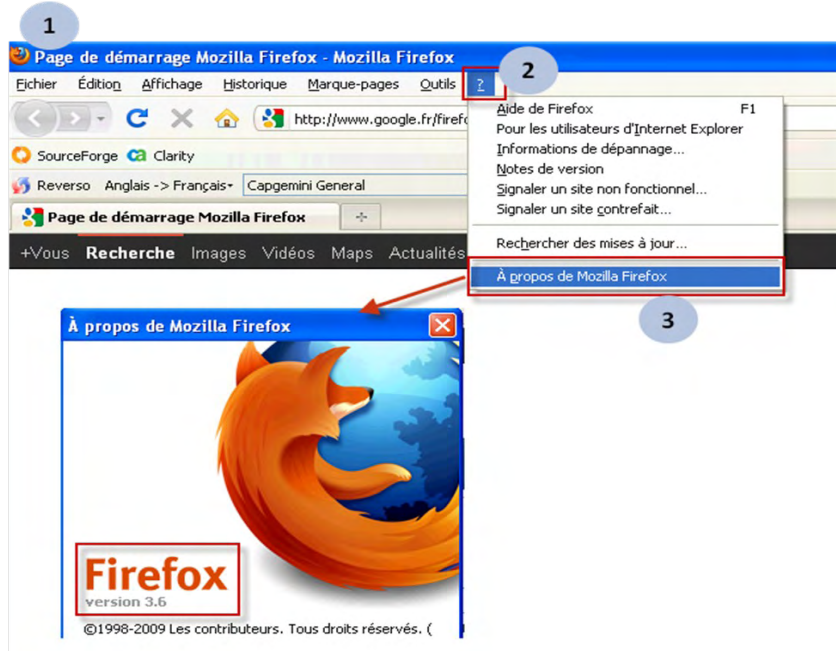 1
Page de démarrage Mozilla Firefox - Mozilla Firefox
2
Fichier Édition Affichage Historique Marque-pages Outils ?
Aide de Firefox F1
Pour les utilisateurs d'Internet Explorer
Informations de dépannage...
Notes de version
Signaler un site non fonctionnel...
Signaler un site contrefait...
Rechercher des mises à jour...
À propos de Mozilla Firefox
3
http://www.google.fr/firefo
SourceForge Clarity
Reverso Anglais -> Français Capgemini General
Page de démarrage Mozilla Firefox
+Vous Recherche Images Vidéos Maps Actualités
À propos de Mozilla Firefox
Firefox
version 3.6
©1998-2009 Les contributeurs. Tous droits réservés. (